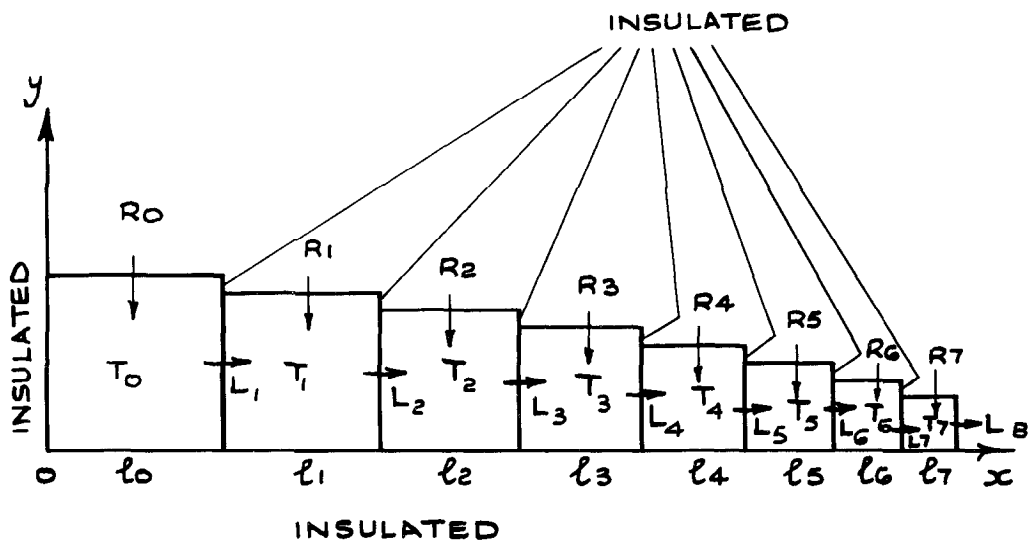 INSULATED
y
R0
R1
R2
R3
R4
R5
R6
R7
INSULATED
T0 L1 T1 L2 T2 L3 T3 L4 T4 L5 T5 L6 T6 L7 T7 LB
0 ℓ0 ℓ1 ℓ2 ℓ3 ℓ4 ℓ5 ℓ6 ℓ7 x
INSULATED